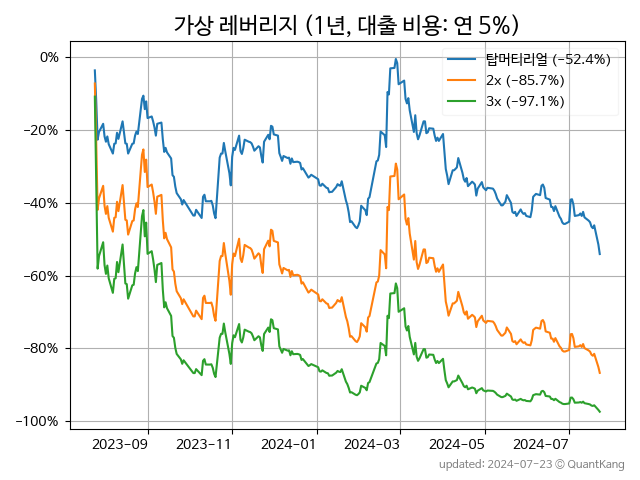 가상 레버리지 (1년, 대출 비용: 연 5%)
탑머티리얼 (−52.4%)
2x (−85.7%)
3x (−97.1%)
0%
−20%
−40%
−60%
−80%
−100%
2023-09 2023-11 2024-01 2024-03 2024-05 2024-07
updated: 2024-07-23 © QuantKang